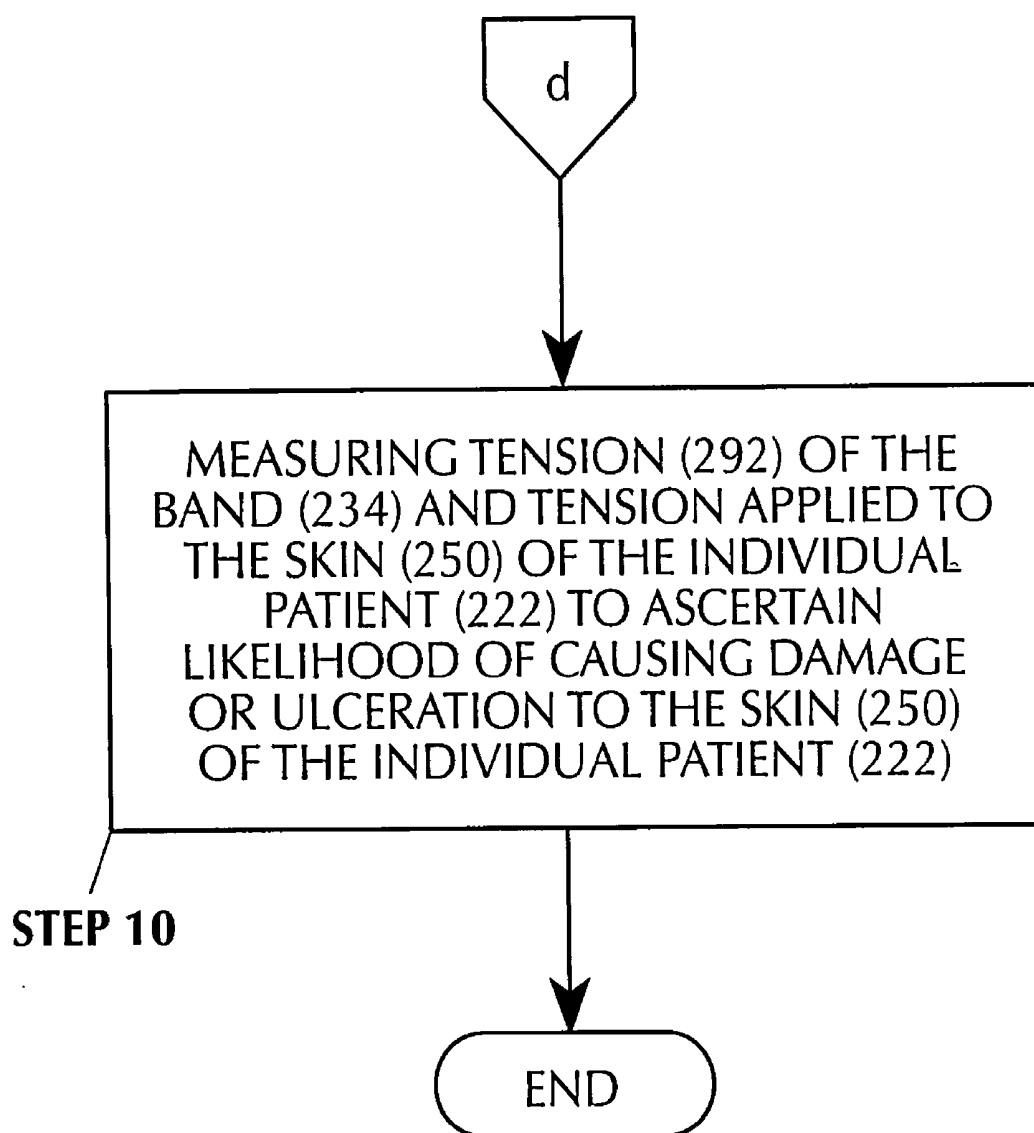 d
MEASURING TENSION (292) OF THE
BAND (234) AND TENSION APPLIED TO
THE SKIN (250) OF THE INDIVIDUAL
PATIENT (222) TO ASCERTAIN
LIKELIHOOD OF CAUSING DAMAGE
OR ULCERATION TO THE SKIN (250)
OF THE INDIVIDUAL PATIENT (222)
STEP 10
END